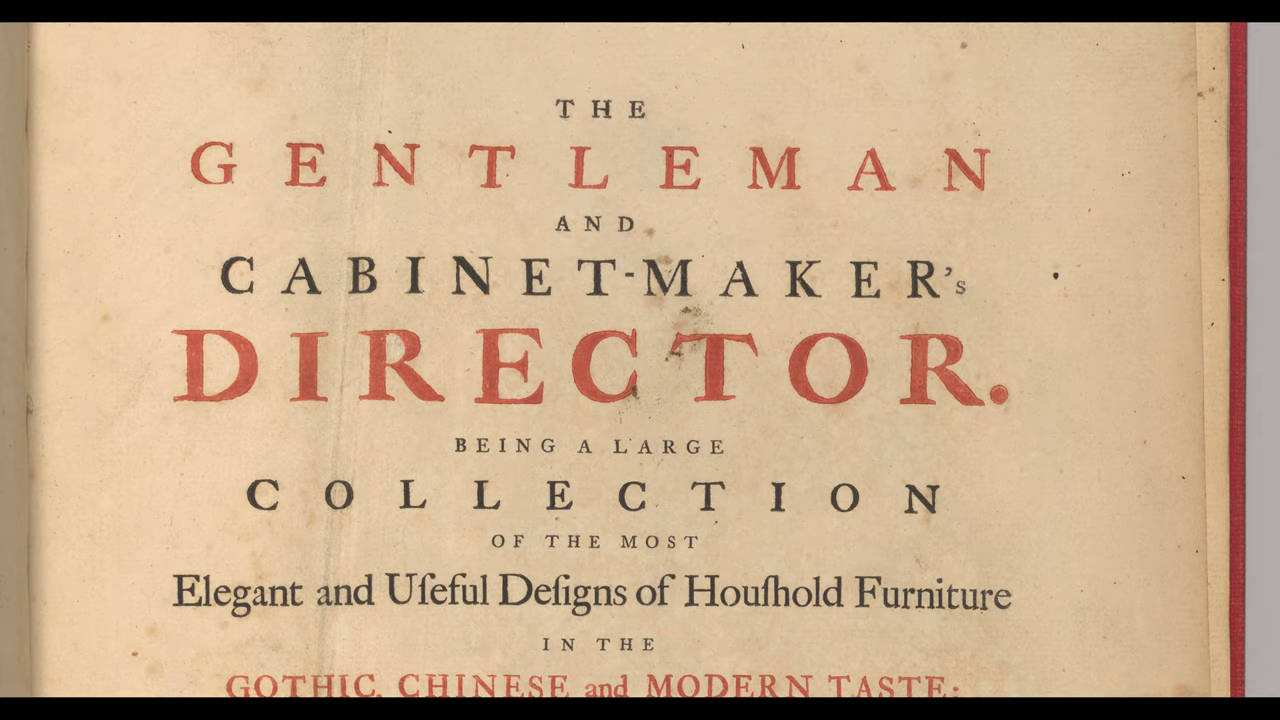 THE
GENTLEMAN
AND
CABINET-MAKER's
DIRECTOR.
BEING A LARGE
COLLECTION
OF THE MOST
Elegant and Uſeful Deſigns of Houſhold Furniture
IN THE
GOTHIC, CHINESE and MODERN TASTE: